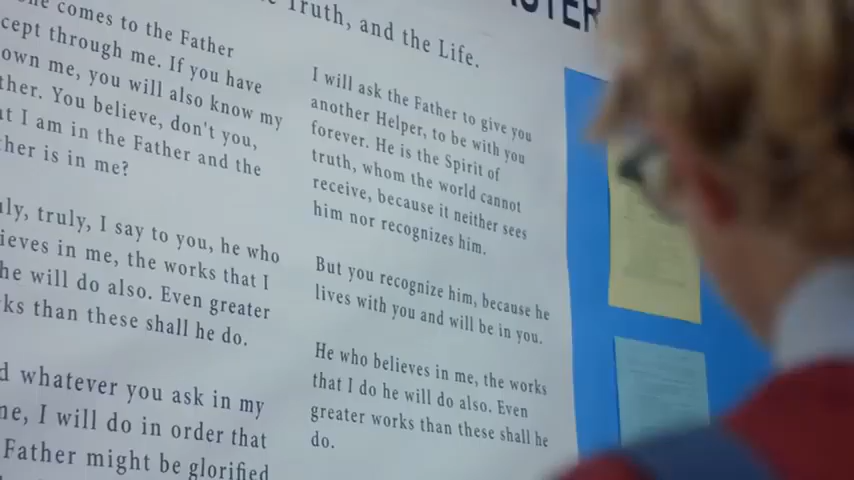 Truth, and the Life.
comes to the Father
cept through me. If you have
own me, you will also know my
ther. You believe, don't you,
t I am in the Father and the
her is in me?
ly, truly, I say to you, he who
ieves in me, the works that I
he will do also. Even greater
ks than these shall he do.
d whatever you ask in my
ne, I will do in order that
Father might be glorified
I will ask the Father to give you
another Helper, to be with you
forever. He is the Spirit of
truth, whom the world cannot
receive, because it neither sees
him nor recognizes him.
But you recognize him, because he
lives with you and will be in you.
He who believes in me, the works
that I do he will do also. Even
greater works than these shall he
do.